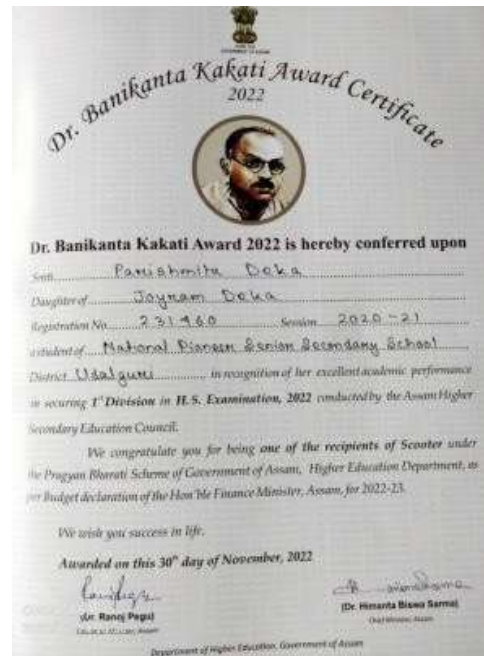 Dr. Banikanta Kakati Award Certificate
2022
Dr. Banikanta Kakati Award 2022 is hereby conferred upon
Smti Parishmita Deka
Daughter of Joyram Deka
Registration No. 231460 Session 2020-21
a student of National Pioneer Senior Secondary School
District Udalguri in recognition of her excellent academic performance
in securing 1st Division in H.S. Examination, 2022 conducted by the Assam Higher
Secondary Education Council.
We congratulate you for being one of the recipients of Scooter under
the Pragyan Bharati Scheme of Government of Assam, Higher Education Department, as
per Budget declaration of the Hon'ble Finance Minister, Assam, for 2022-23.
We wish you success in life.
Awarded on this 30th day of November, 2022
(Dr. Ranoj Pegu)
(Dr. Himanta Biswa Sarma)
Chief Minister, Assam
Department of Higher Education, Government of Assam